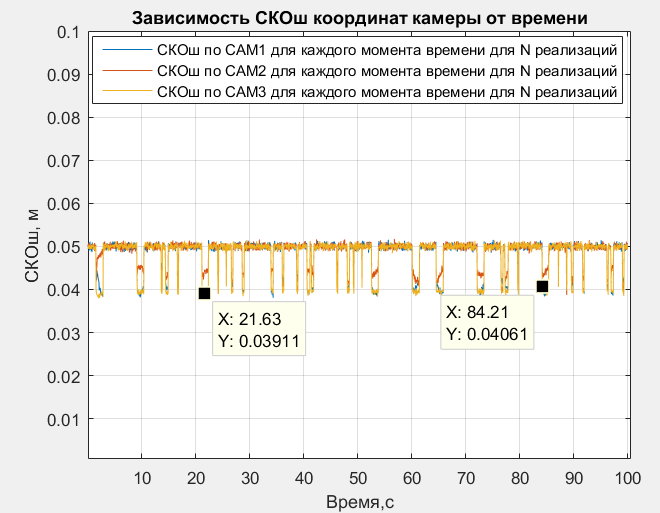 Зависимость СКОш координат камеры от времени
СКОш по CAM1 для каждого момента времени для N реализаций
СКОш по CAM2 для каждого момента времени для N реализаций
СКОш по CAM3 для каждого момента времени для N реализаций
0.1
0.09
0.08
0.07
0.06
0.05
0.04
0.03
0.02
0.01
СКОш, м
X: 21.63
Y: 0.03911
X: 84.21
Y: 0.04061
10 20 30 40 50 60 70 80 90 100
Время,с